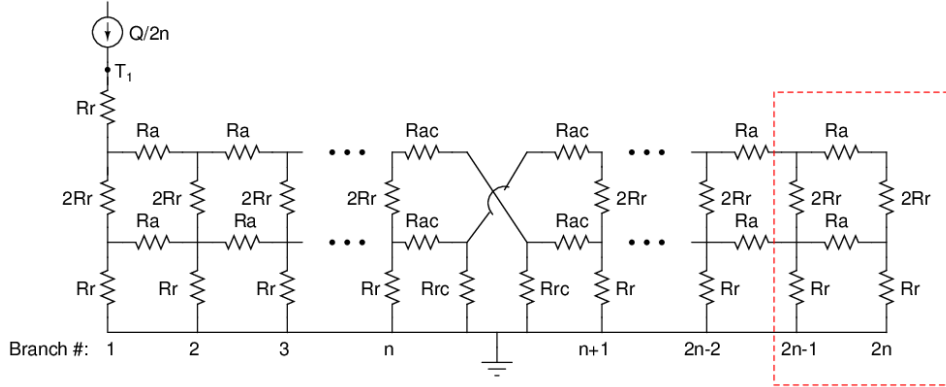 Q/2n
T1
Rr
Ra Ra Rac Rac Ra Ra
2Rr 2Rr 2Rr 2Rr 2Rr 2Rr 2Rr 2Rr
Ra Ra Rac Rac Ra Ra
Rr Rr Rr Rr Rrc Rrc Rr Rr Rr Rr
Branch #: 1 2 3 n n+1 2n-2 2n-1 2n